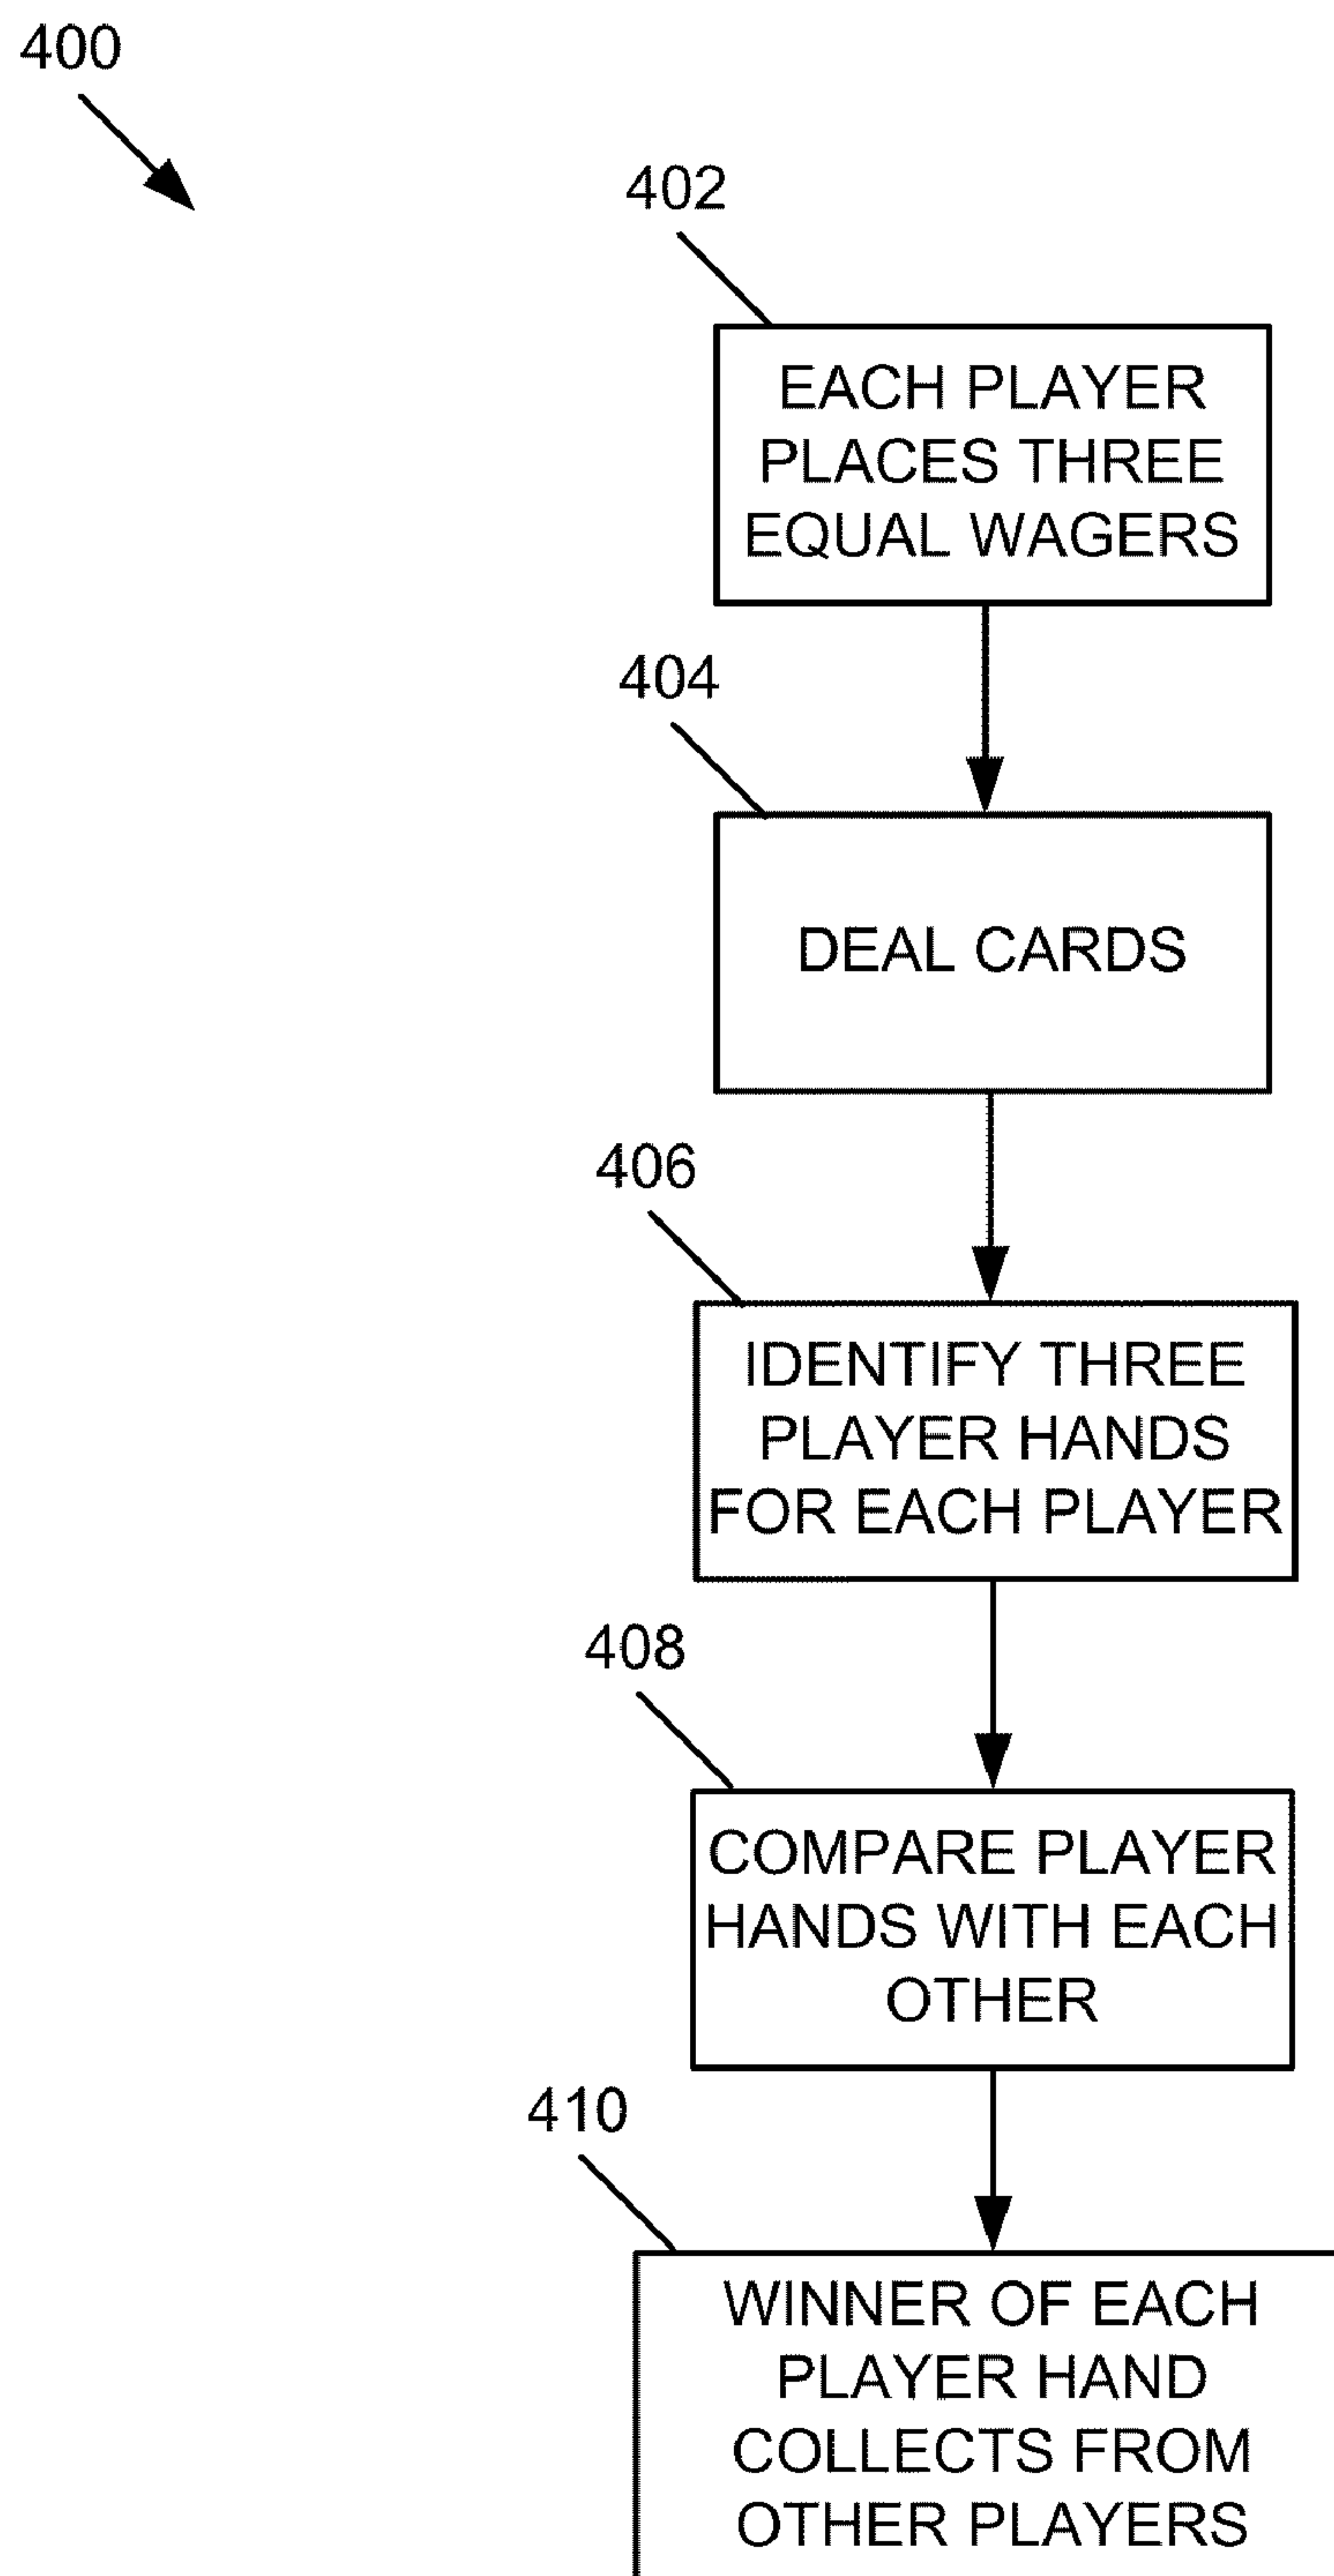 400
402
EACH PLAYER
PLACES THREE
EQUAL WAGERS
404
DEAL CARDS
406
IDENTIFY THREE
PLAYER HANDS
FOR EACH PLAYER
408
COMPARE PLAYER
HANDS WITH EACH
OTHER
410
WINNER OF EACH
PLAYER HAND
COLLECTS FROM
OTHER PLAYERS